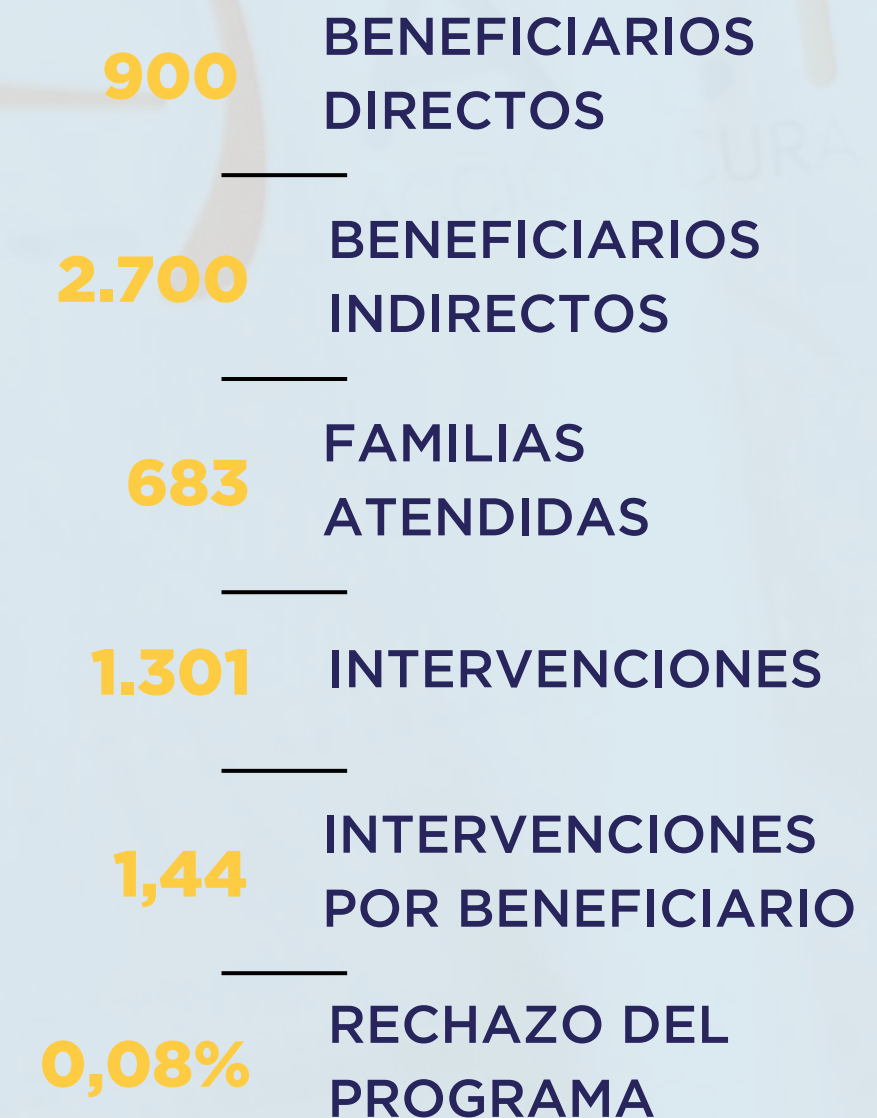 900 BENEFICIARIOS
DIRECTOS
2.700 BENEFICIARIOS
INDIRECTOS
683 FAMILIAS
ATENDIDAS
1.301 INTERVENCIONES
1,44 INTERVENCIONES
POR BENEFICIARIO
0,08% RECHAZO DEL
PROGRAMA